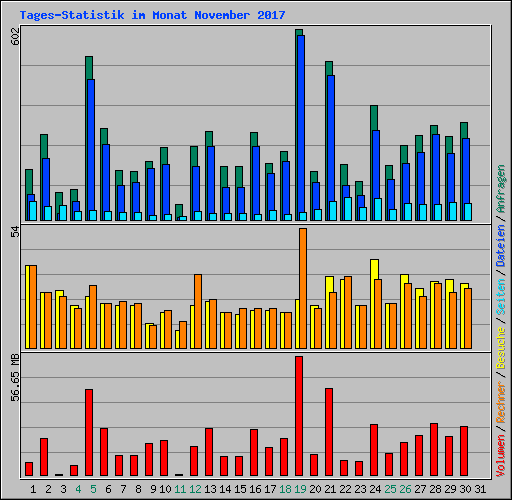 Tages-Statistik im Monat November 2017
602
54
56.65 MB
Volumen / Rechner / Besuche / Seiten / Dateien / Anfragen
1 2 3 4 5 6 7 8 9 10 11 12 13 14 15 16 17 18 19 20 21 22 23 24 25 26 27 28 29 30 31